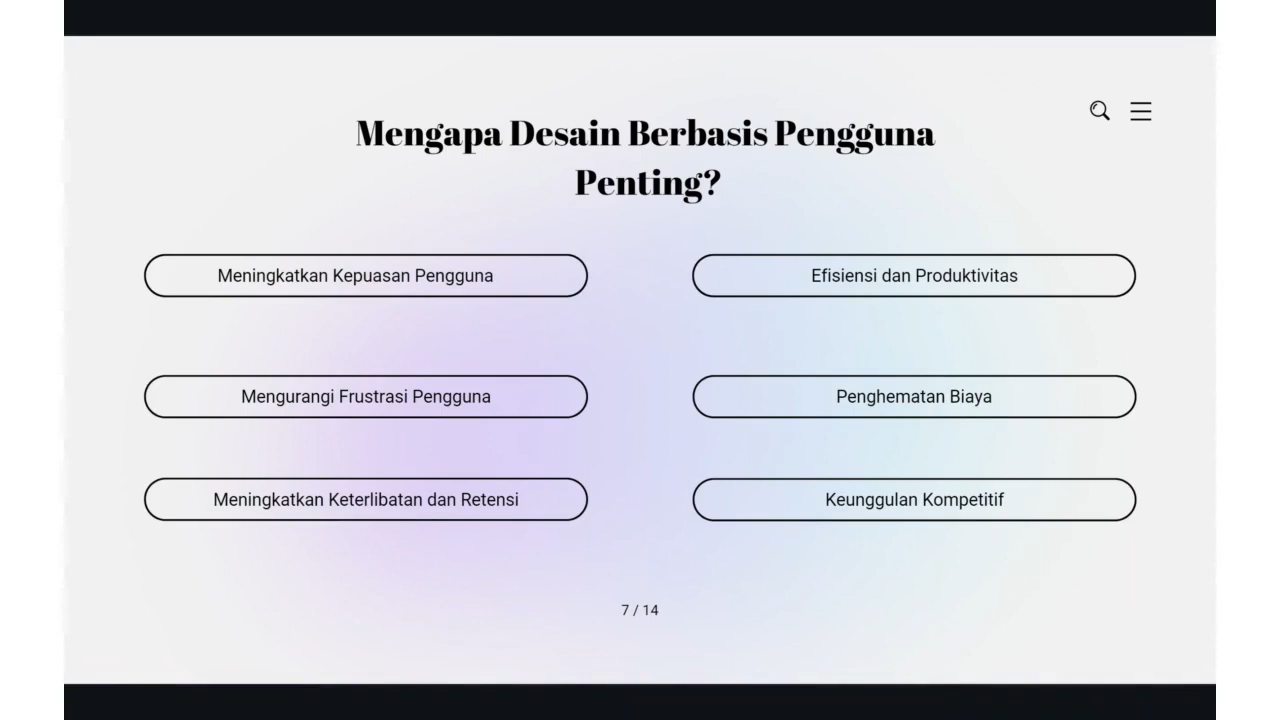 Mengapa Desain Berbasis Pengguna
Penting?
Meningkatkan Kepuasan Pengguna
Efisiensi dan Produktivitas
Mengurangi Frustrasi Pengguna
Penghematan Biaya
Meningkatkan Keterlibatan dan Retensi
Keunggulan Kompetitif
7 / 14